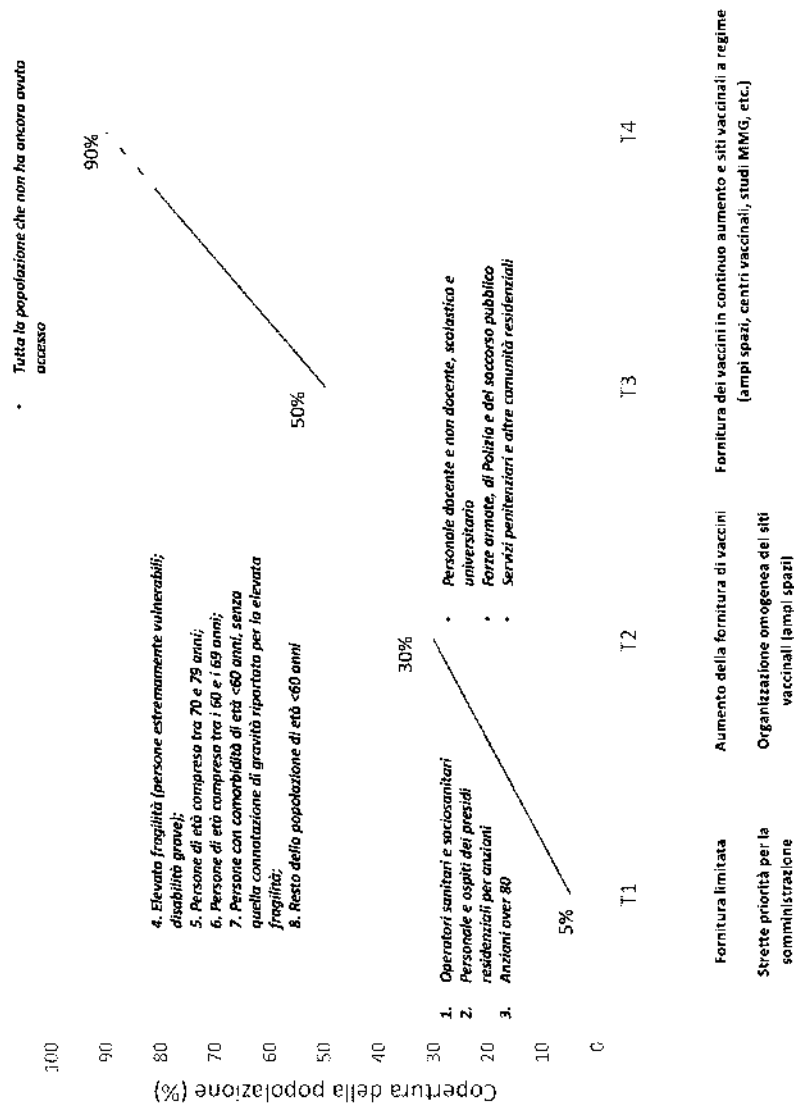 Tutta la popolazione che non ha ancora avuto
accesso
100
90
80
70
60
50
40
30
20
10
0
Copertura della popolazione (%)
90%
50%
30%
5%
4. Elevata fragilità (persone estremamente vulnerabili;
disabilità grave);
5. Persone di età compresa tra 70 e 79 anni;
6. Persone di età compresa tra i 60 e i 69 anni;
7. Persone con comorbidità di età <60 anni, senza
quella connotazione di gravità riportata per la elevata
fragilità;
8. Resto della popolazione di età <60 anni
1. Operatori sanitari e sociosanitari
2. Personale e ospiti dei presidi
residenziali per anziani
3. Anziani over 80
• Personale docente e non docente, scolastico e
universitario
• Forze armate, di Polizia e del soccorso pubblico
• Servizi penitenziari e altre comunità residenziali
T1
T2
T3
T4
Fornitura limitata
Strette priorità per la
somministrazione
Aumento della fornitura di vaccini
Organizzazione omogenea dei siti
vaccinali (ampi spazi)
Fornitura dei vaccini in continuo aumento e siti vaccinali a regime
(ampi spazi, centri vaccinali, studi MMG, etc.)